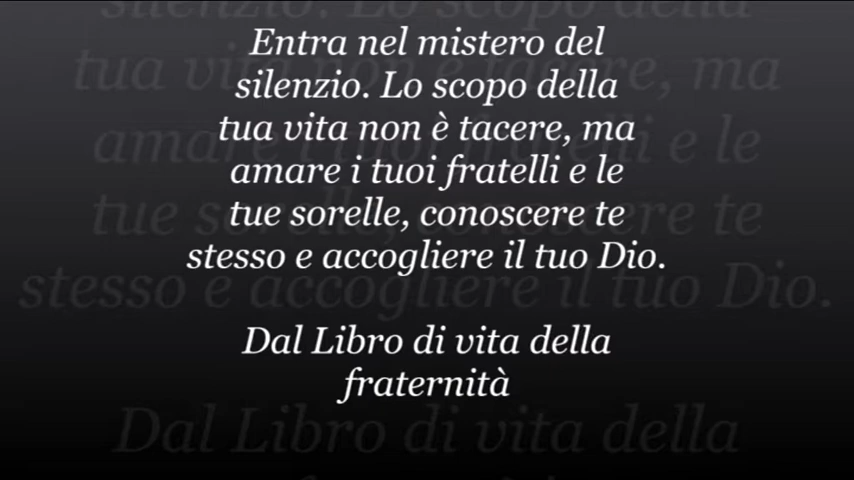 Entra nel mistero del
silenzio. Lo scopo della
tua vita non è tacere, ma
amare i tuoi fratelli e le
tue sorelle, conoscere te
stesso e accogliere il tuo Dio.
Dal Libro di vita della
fraternità